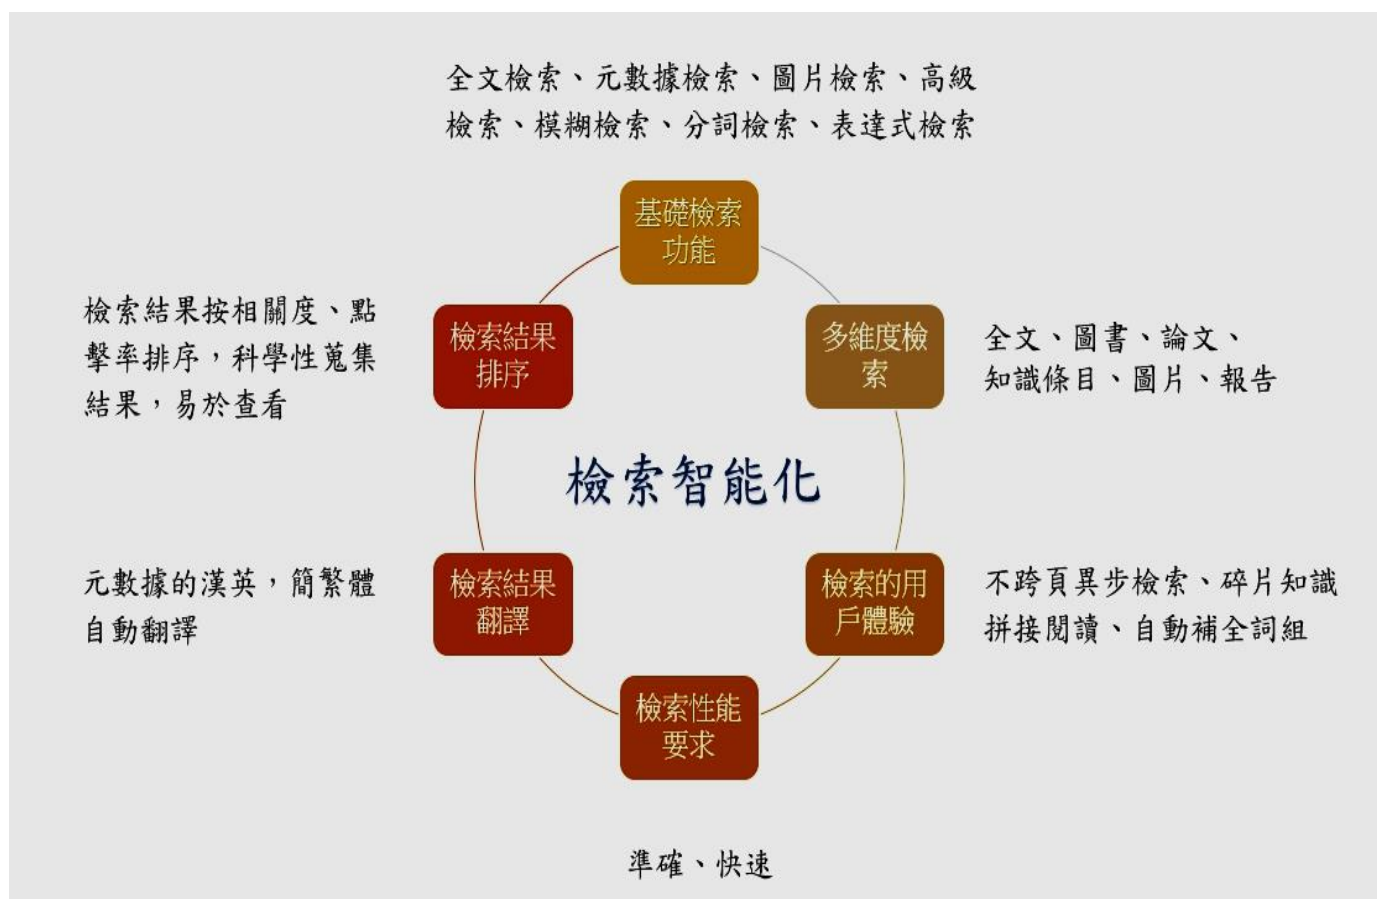 全文檢索、元數據檢索、圖片檢索、高級
檢索、模糊檢索、分詞檢索、表達式檢索
基礎檢索
功能
多維度檢
索
全文、圖書、論文、
知識條目、圖片、報告
檢索的用
戶體驗
不跨頁異步檢索、碎片知識
拼接閱讀、自動補全詞組
檢索性能
要求
準確、快速
檢索結果
翻譯
元數據的漢英，簡繁體
自動翻譯
檢索結果
排序
檢索結果按相關度、點
擊率排序，科學性蒐集
結果，易於查看
檢索智能化